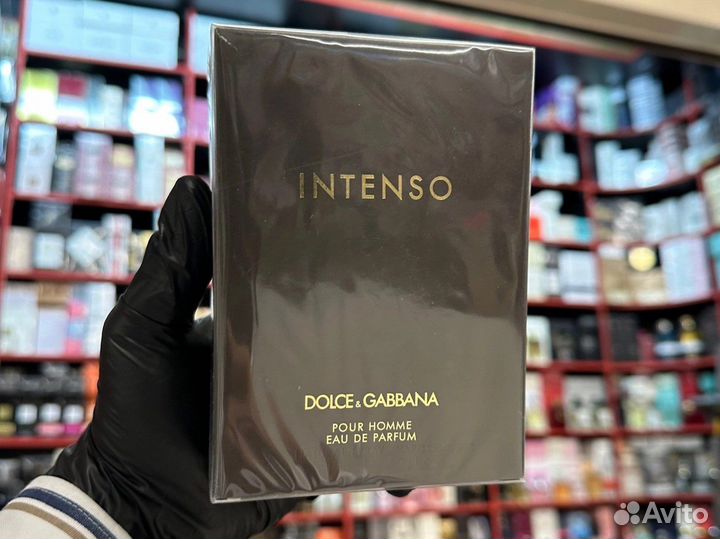 INTENSO
DOLCE & GABBANA
POUR HOMME
EAU DE PARFUM
Avito